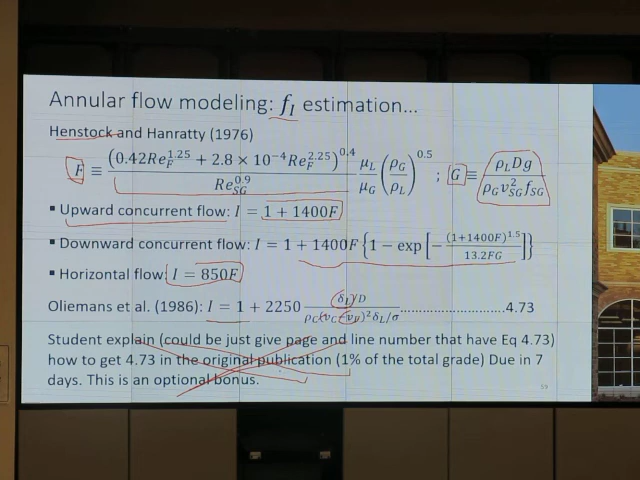 Annular flow modeling: f_I estimation...
Henstock and Hanratty (1976)
F ≡ (0.42Re_F^1.25 + 2.8 × 10^-4 Re_F^2.25)^0.4 / Re_SG^0.9 μ_L/μ_G (ρ_G/ρ_L)^0.5 ; G ≡ ρ_L Dg / ρ_G v_SG^2 f_SG
▪ Upward concurrent flow: I = 1 + 1400F
▪ Downward concurrent flow: I = 1 + 1400F {1 − exp [− (1+1400F)^1.5 / 13.2FG]}
▪ Horizontal flow: I = 850F
Oliemans et al. (1986): I = 1 + 2250 δ_L/D / ρ_C(v_C−v_F)^2 δ_L/σ ........................4.73
Student explain (could be just give page and line number that have Eq 4.73)
how to get 4.73 in the original publication (1% of the total grade) Due in 7
days. This is an optional bonus.
59